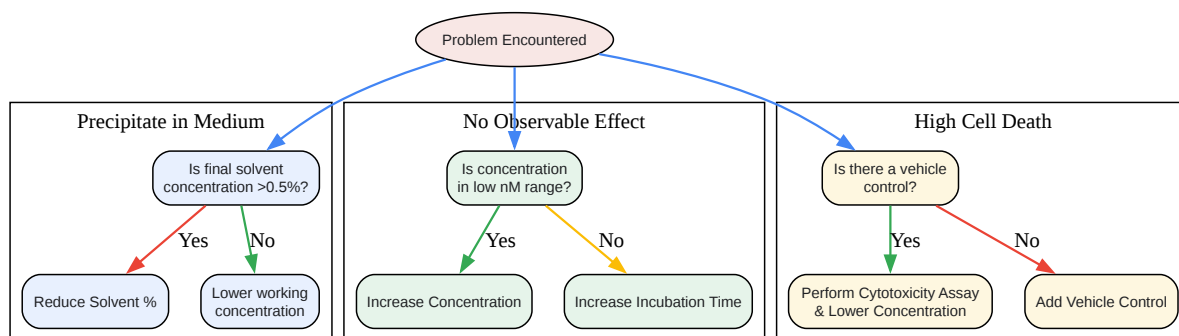 Problem Encountered
Precipitate in Medium
Is final solvent
concentration >0.5%?
Yes
No
Reduce Solvent %
Lower working
concentration
No Observable Effect
Is concentration
in low nM range?
Yes
No
Increase Concentration
Increase Incubation Time
High Cell Death
Is there a vehicle
control?
Yes
No
Perform Cytotoxicity Assay
& Lower Concentration
Add Vehicle Control